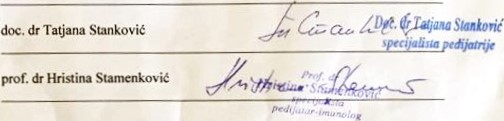 doc. dr Tatjana Stanković
Doc. dr Tatjana Stanković
specijalista pedijatrije
prof. dr Hristina Stamenković
Prof. d
Stamenković
specijalista
pedijatar-imunolog